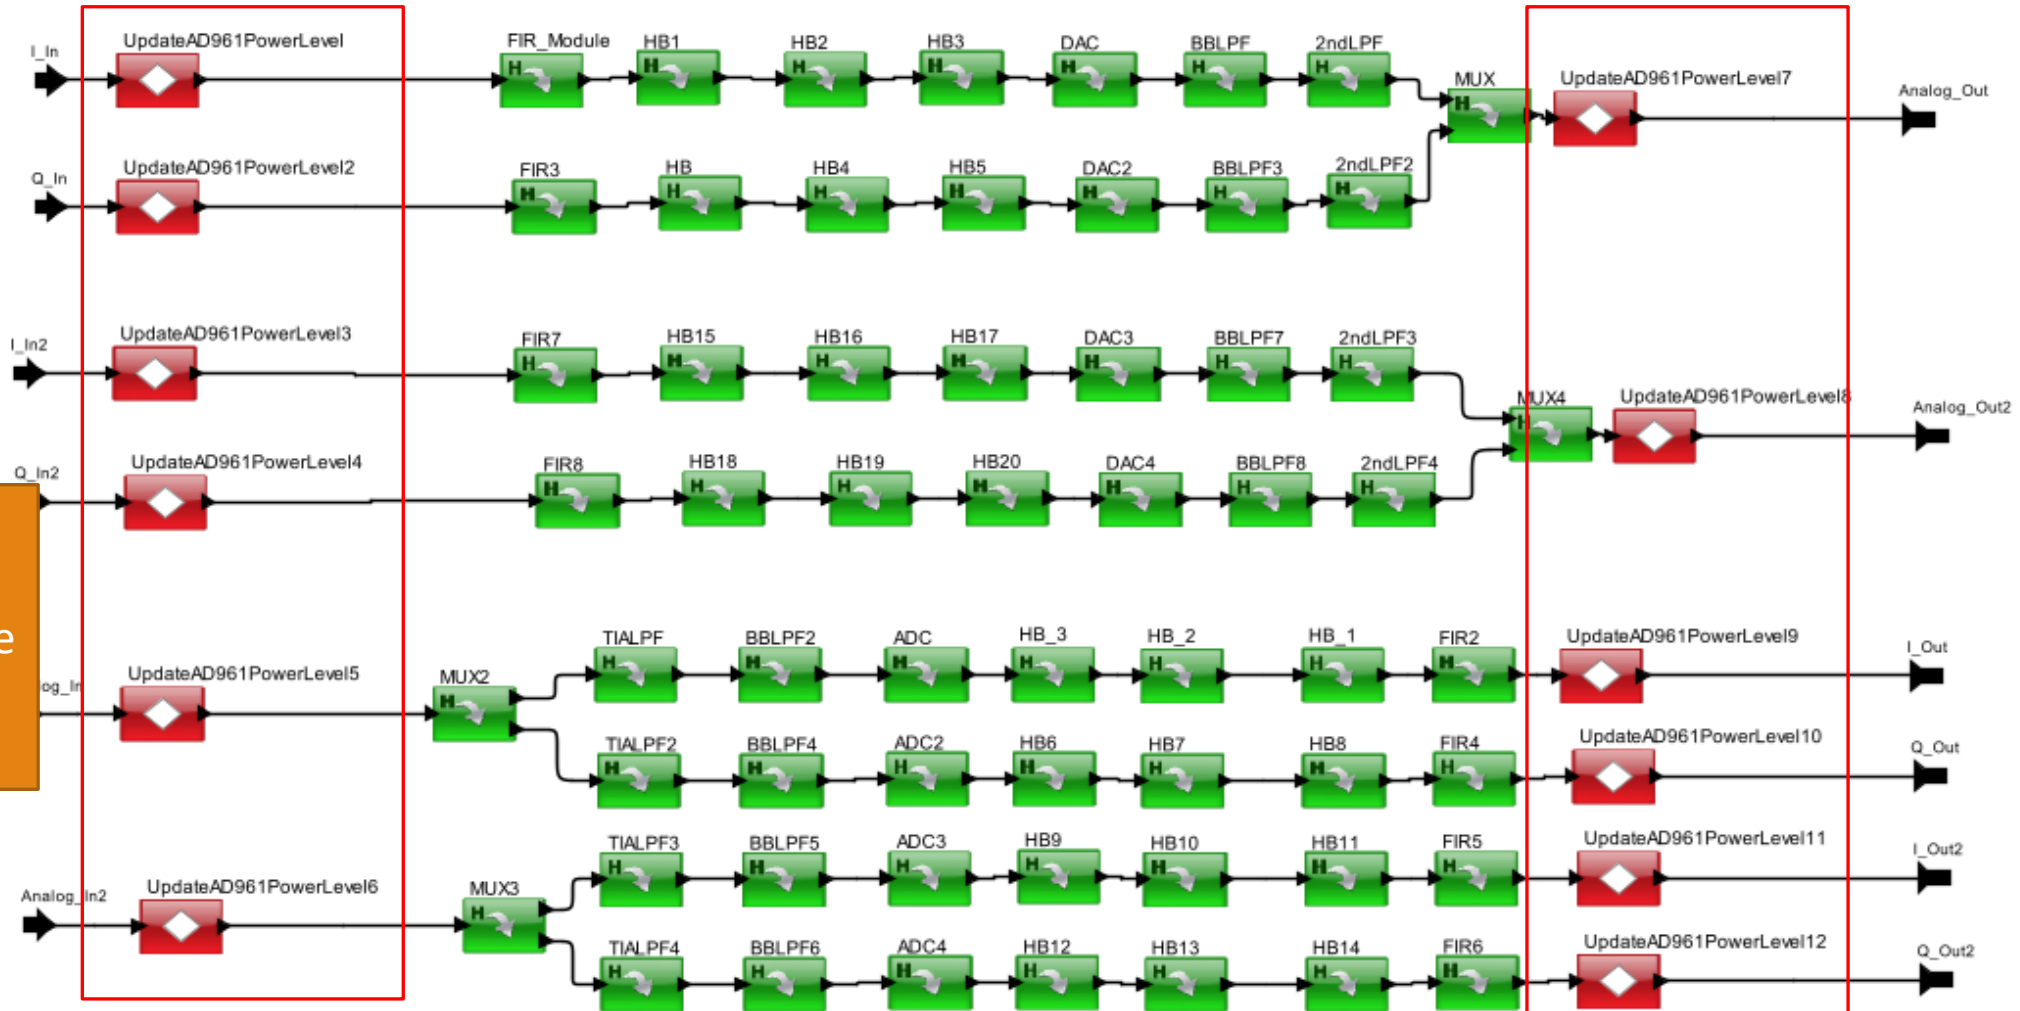 I_In
UpdateAD961PowerLevel
FIR_Module
HB1
HB2
HB3
DAC
BBLPF
2ndLPF
MUX
UpdateAD961PowerLevel7
Analog_Out
Q_In
UpdateAD961PowerLevel2
FIR3
HB
HB4
HB5
DAC2
BBLPF3
2ndLPF2
I_In2
UpdateAD961PowerLevel3
FIR7
HB15
HB16
HB17
DAC3
BBLPF7
2ndLPF3
MUX4
UpdateAD961PowerLevel8
Analog_Out2
Q_In2
UpdateAD961PowerLevel4
FIR8
HB18
HB19
HB20
DAC4
BBLPF8
2ndLPF4
e
og_In
UpdateAD961PowerLevel5
MUX2
TIALPF
BBLPF2
ADC
HB_3
HB_2
HB_1
FIR2
UpdateAD961PowerLevel9
I_Out
TIALPF2
BBLPF4
ADC2
HB6
HB7
HB8
FIR4
UpdateAD961PowerLevel10
Q_Out
Analog_In2
UpdateAD961PowerLevel6
MUX3
TIALPF3
BBLPF5
ADC3
HB9
HB10
HB11
FIR5
UpdateAD961PowerLevel11
I_Out2
TIALPF4
BBLPF6
ADC4
HB12
HB13
HB14
FIR6
UpdateAD961PowerLevel12
Q_Out2